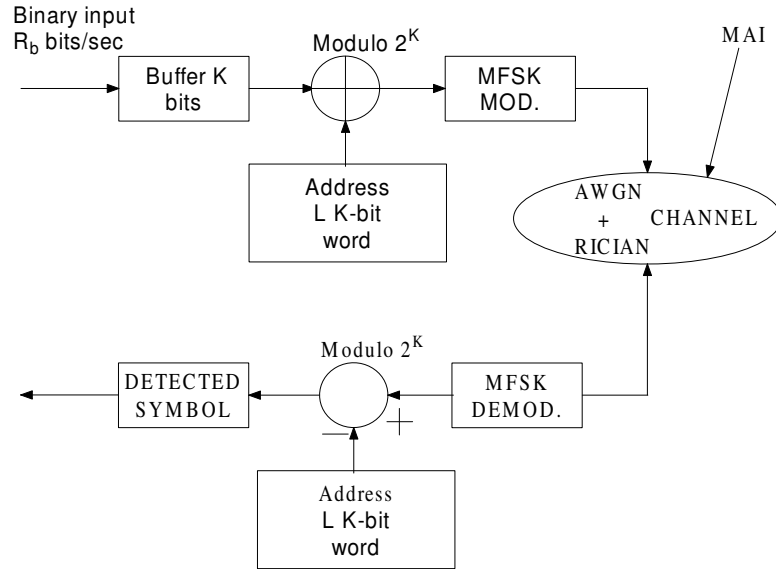 Binary input
R_b bits/sec
Modulo 2^K
MAI
Buffer K
bits
MFSK
MOD.
Address
L K-bit
word
AWGN
+
RICIAN
CHANNEL
Modulo 2^K
DETECTED
SYMBOL
MFSK
DEMOD.
— +
Address
L K-bit
word